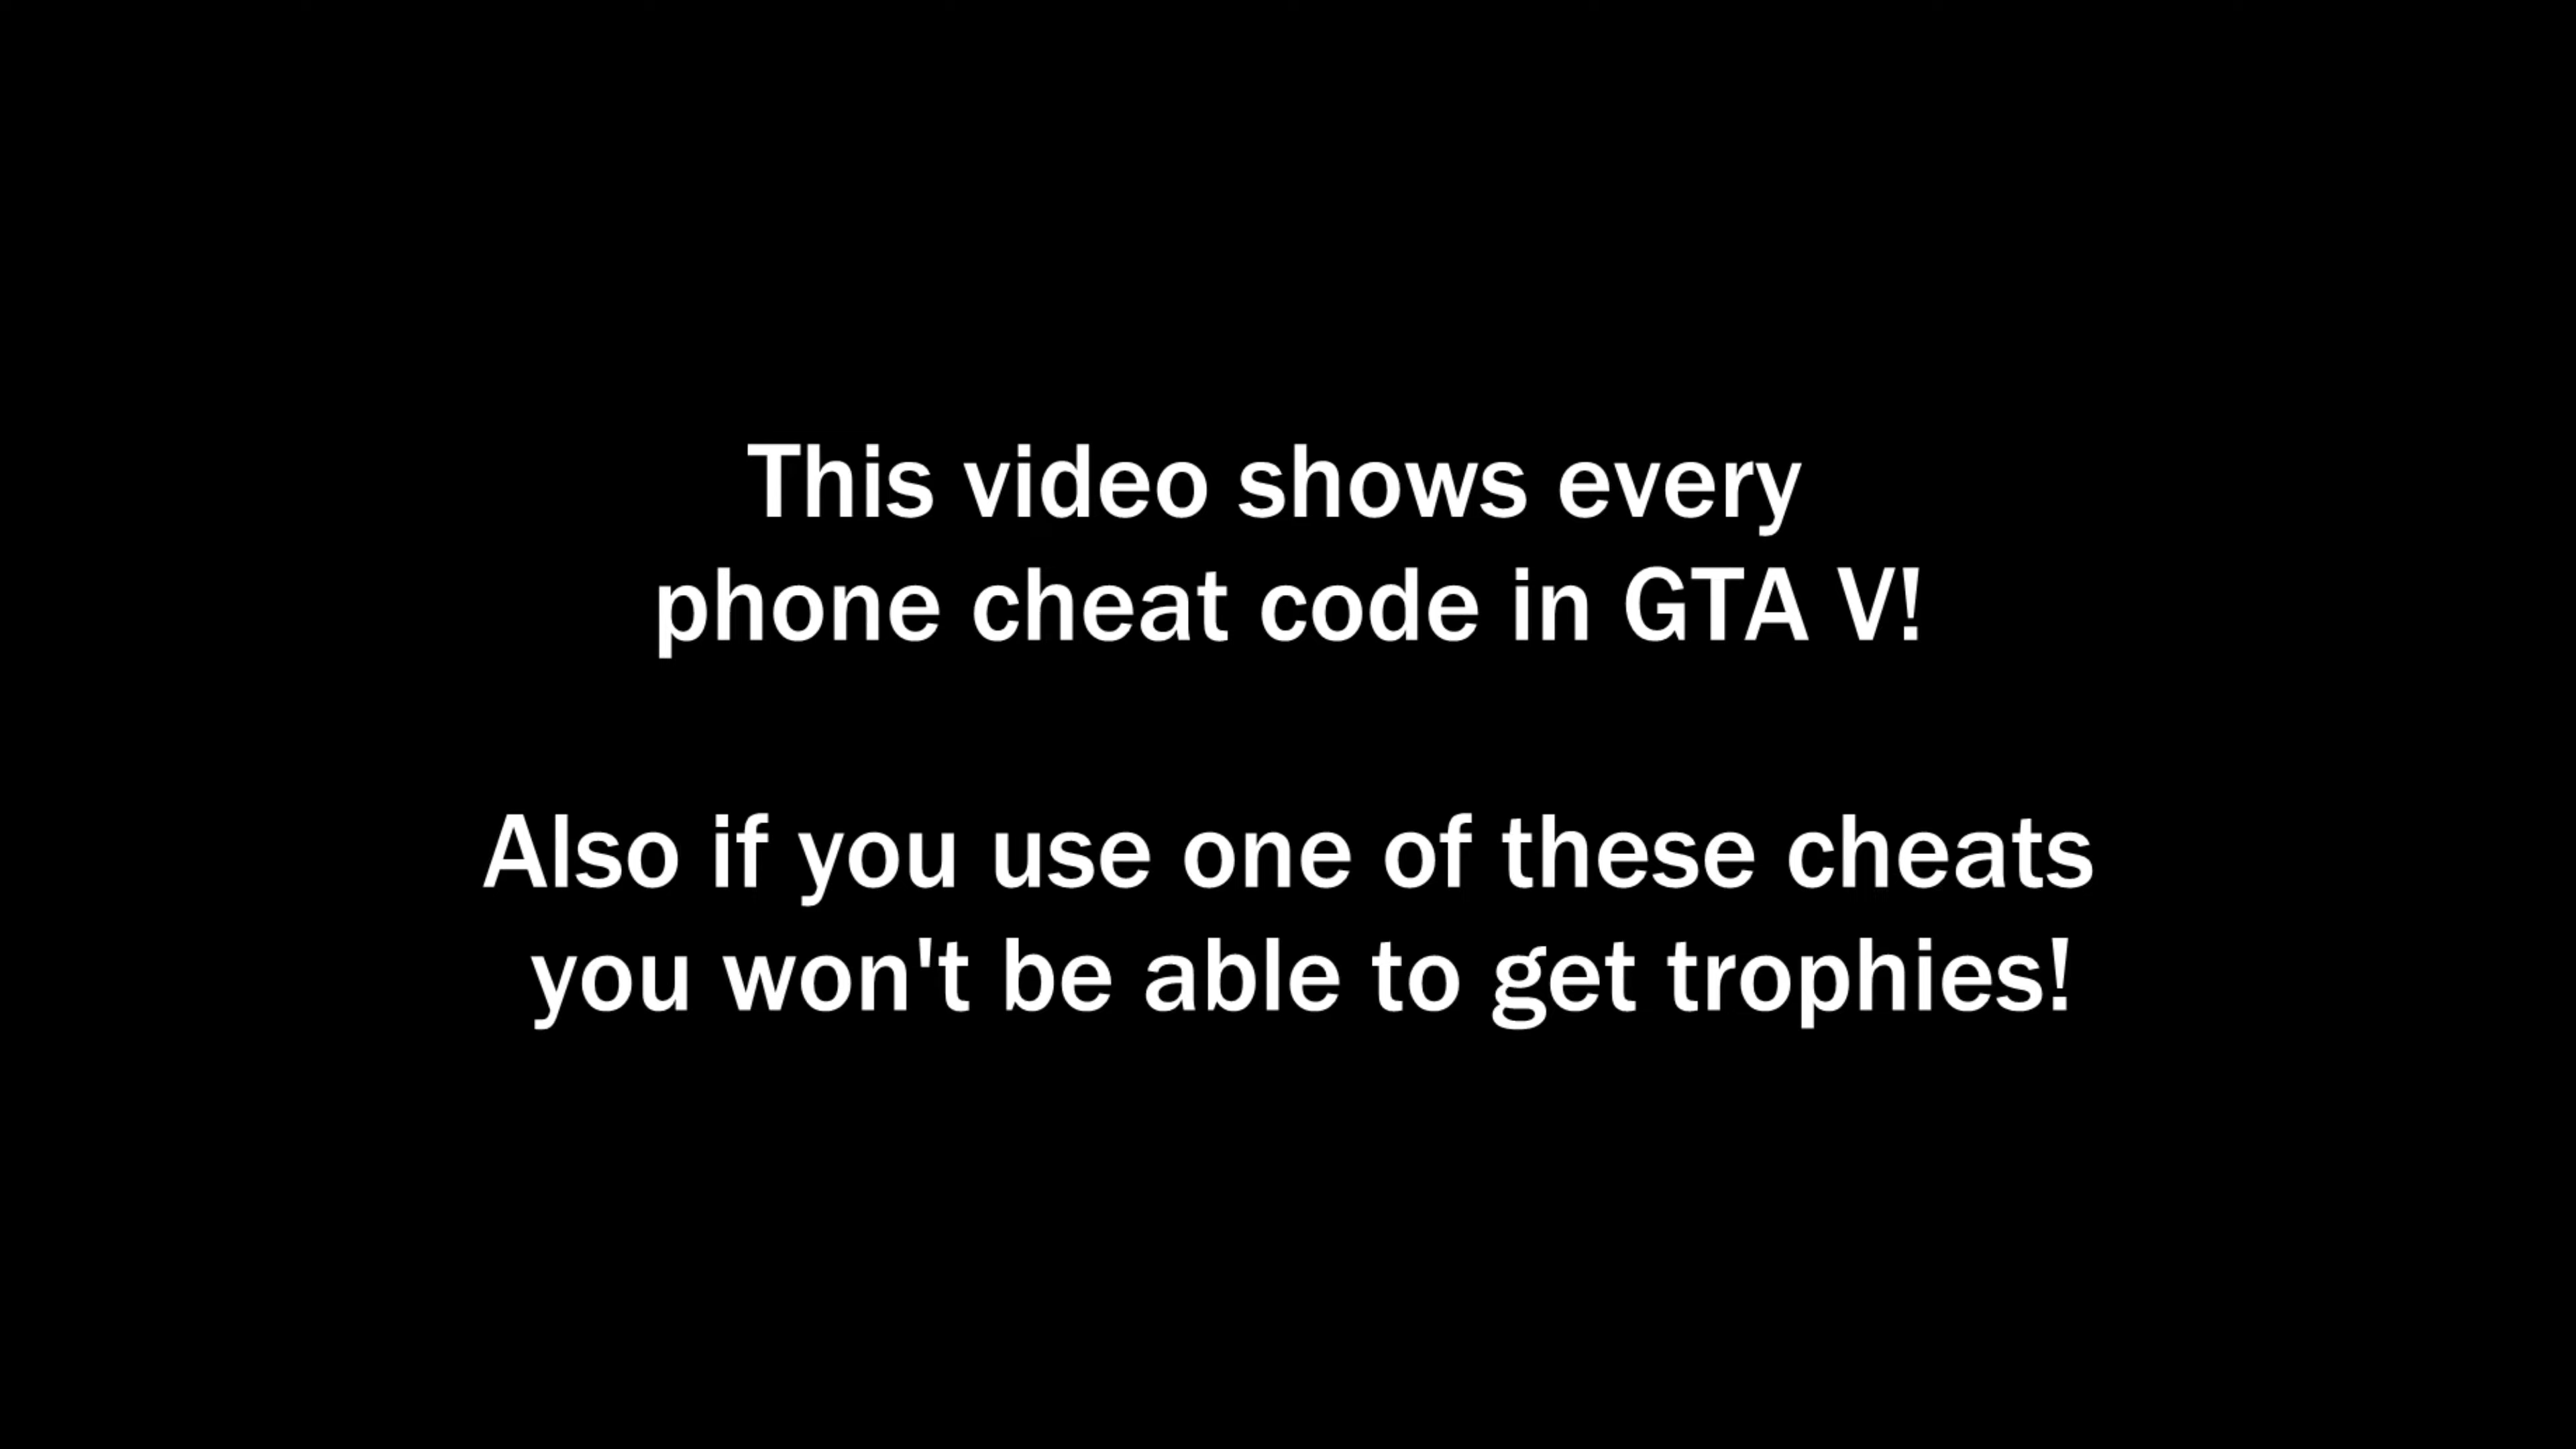 This video shows every
phone cheat code in GTA V!
Also if you use one of these cheats
you won't be able to get trophies!